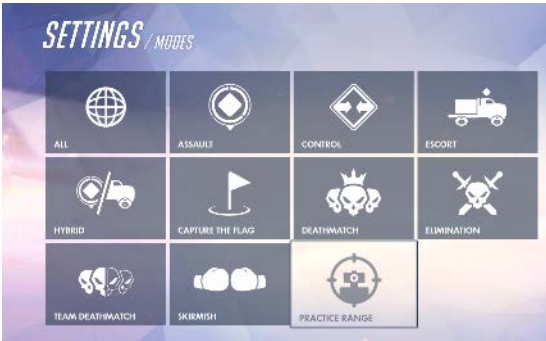 SETTINGS / MODES
ALL
ASSAULT
CONTROL
ESCORT
HYBRID
CAPTURE THE FLAG
DEATHMATCH
ELIMINATION
TEAM DEATHMATCH
SKIRMISH
PRACTICE RANGE